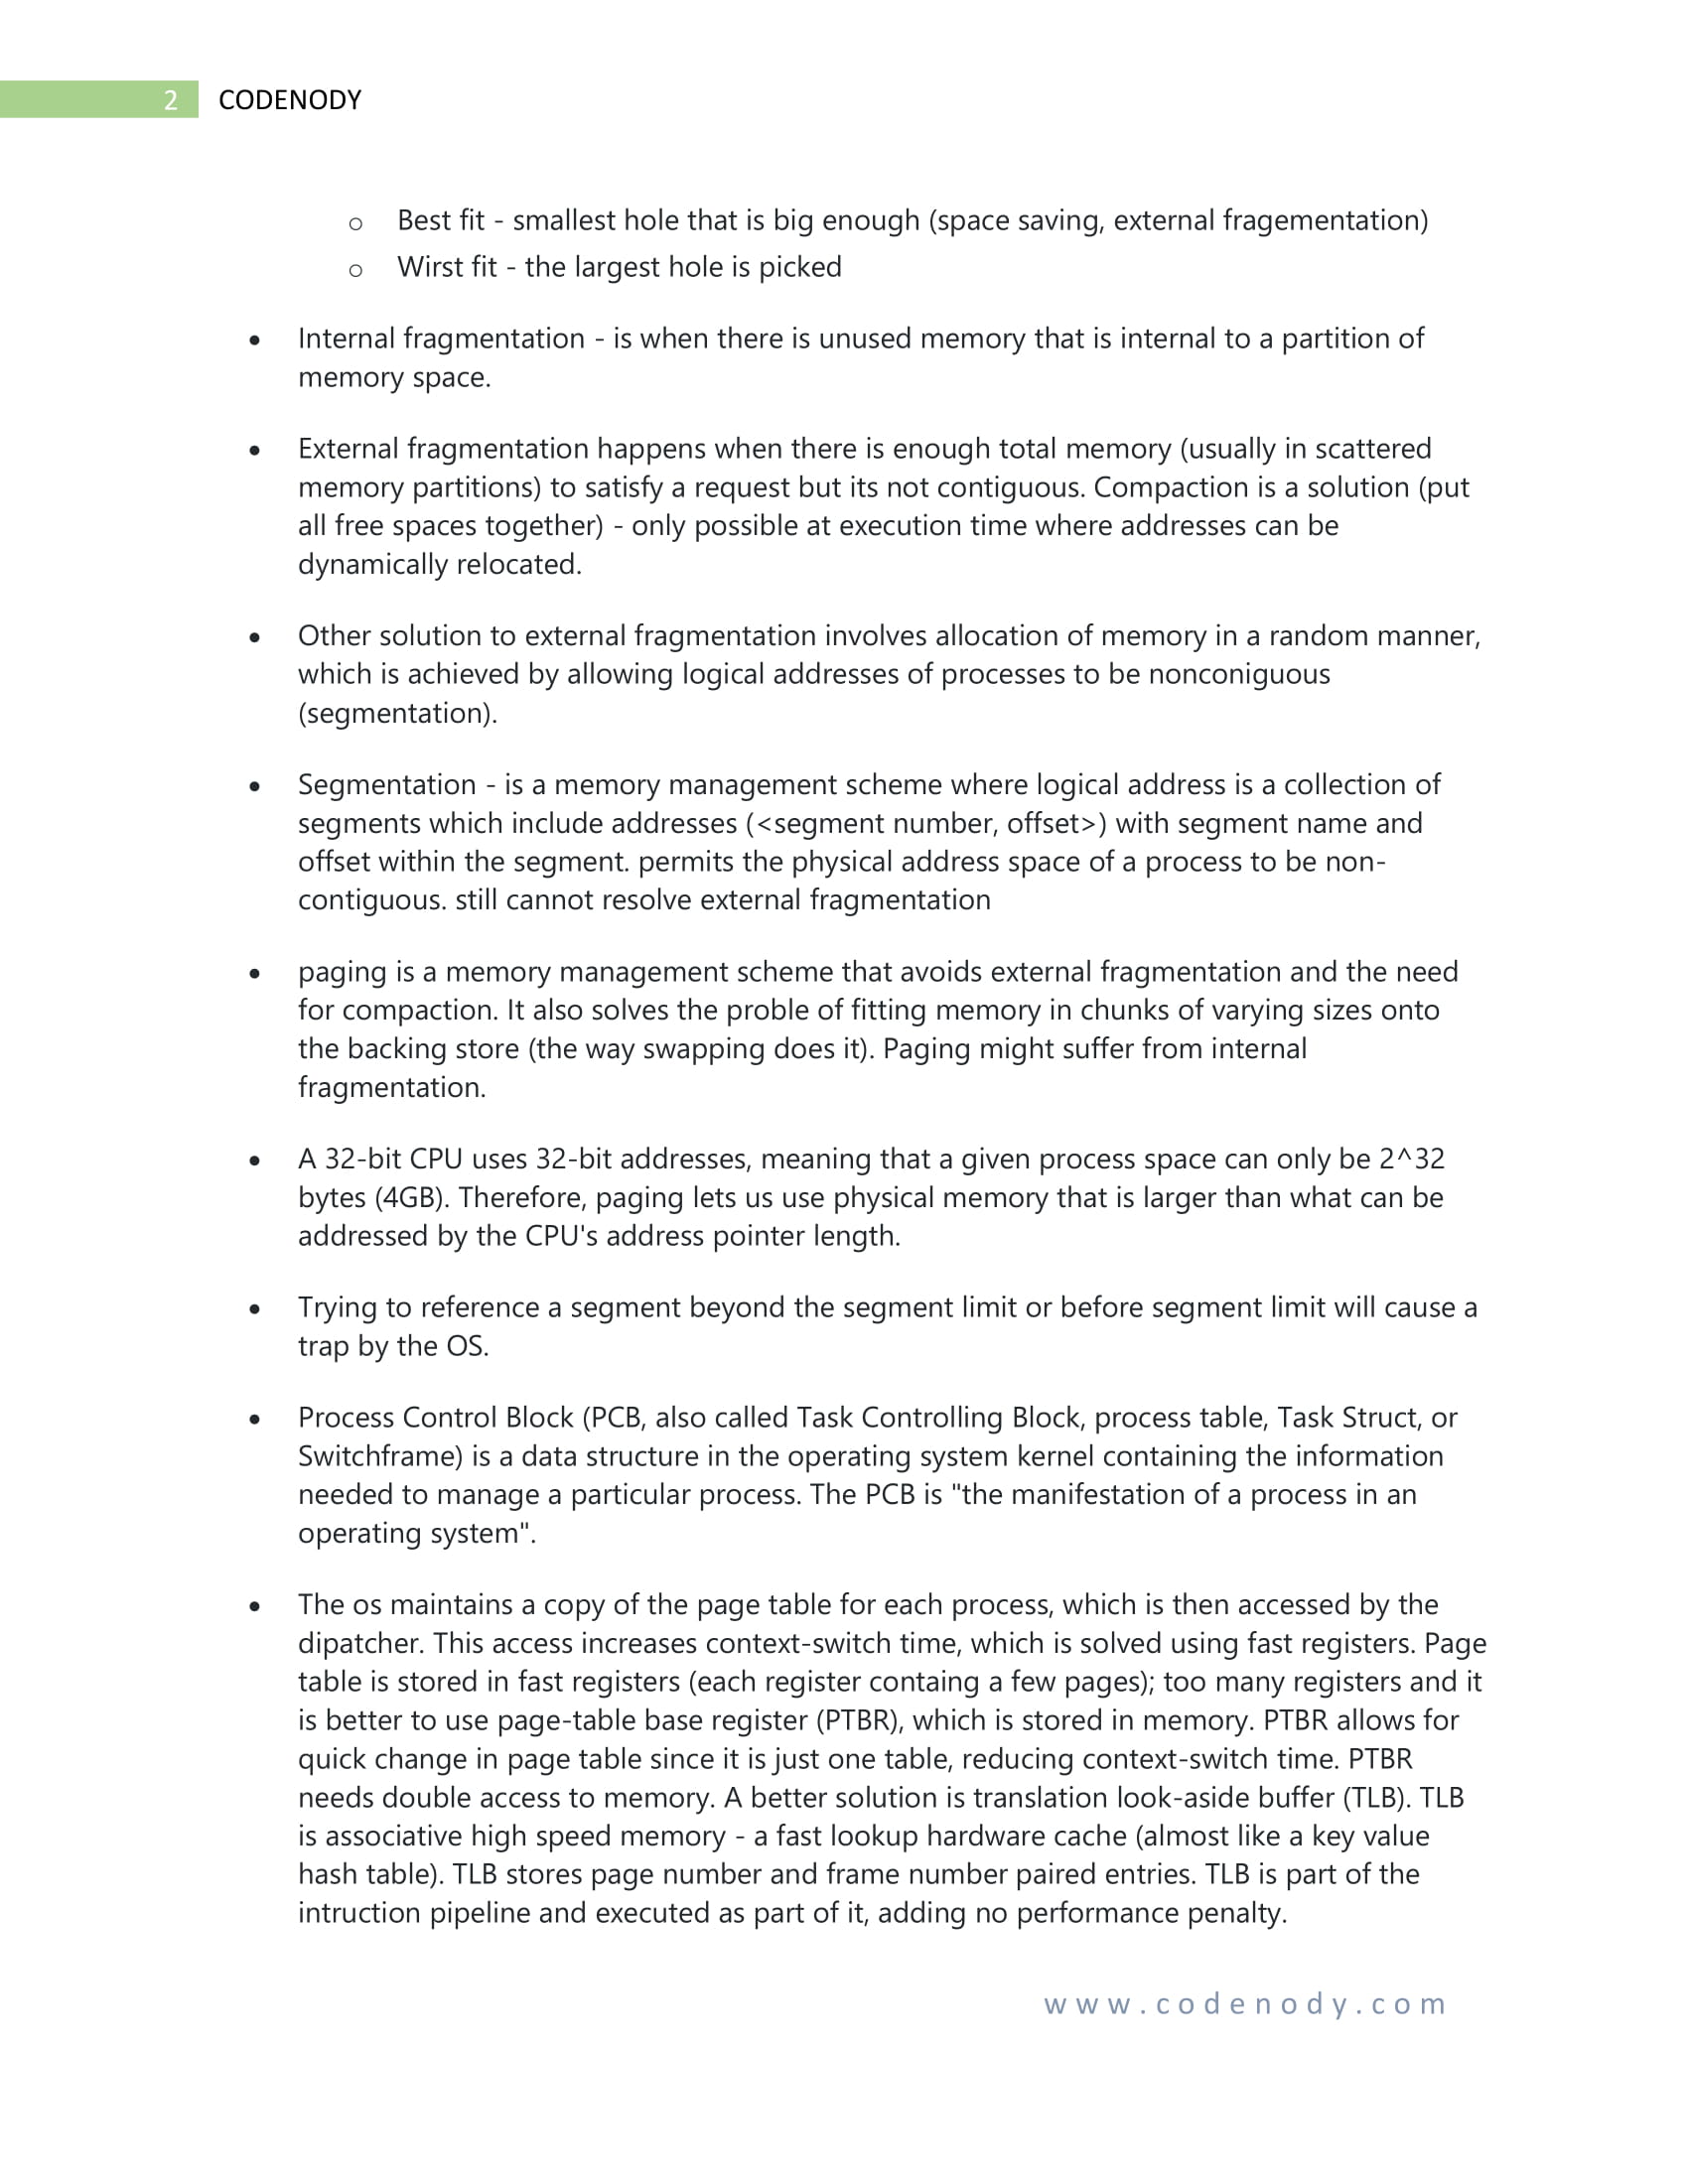 2 CODENODY
o Best fit - smallest hole that is big enough (space saving, external fragementation)
o Wirst fit - the largest hole is picked
• Internal fragmentation - is when there is unused memory that is internal to a partition of
memory space.
• External fragmentation happens when there is enough total memory (usually in scattered
memory partitions) to satisfy a request but its not contiguous. Compaction is a solution (put
all free spaces together) - only possible at execution time where addresses can be
dynamically relocated.
• Other solution to external fragmentation involves allocation of memory in a random manner,
which is achieved by allowing logical addresses of processes to be nonconiguous
(segmentation).
• Segmentation - is a memory management scheme where logical address is a collection of
segments which include addresses (<segment number, offset>) with segment name and
offset within the segment. permits the physical address space of a process to be non-
contiguous. still cannot resolve external fragmentation
• paging is a memory management scheme that avoids external fragmentation and the need
for compaction. It also solves the proble of fitting memory in chunks of varying sizes onto
the backing store (the way swapping does it). Paging might suffer from internal
fragmentation.
• A 32-bit CPU uses 32-bit addresses, meaning that a given process space can only be 2^32
bytes (4GB). Therefore, paging lets us use physical memory that is larger than what can be
addressed by the CPU's address pointer length.
• Trying to reference a segment beyond the segment limit or before segment limit will cause a
trap by the OS.
• Process Control Block (PCB, also called Task Controlling Block, process table, Task Struct, or
Switchframe) is a data structure in the operating system kernel containing the information
needed to manage a particular process. The PCB is "the manifestation of a process in an
operating system".
• The os maintains a copy of the page table for each process, which is then accessed by the
dipatcher. This access increases context-switch time, which is solved using fast registers. Page
table is stored in fast registers (each register containg a few pages); too many registers and it
is better to use page-table base register (PTBR), which is stored in memory. PTBR allows for
quick change in page table since it is just one table, reducing context-switch time. PTBR
needs double access to memory. A better solution is translation look-aside buffer (TLB). TLB
is associative high speed memory - a fast lookup hardware cache (almost like a key value
hash table). TLB stores page number and frame number paired entries. TLB is part of the
intruction pipeline and executed as part of it, adding no performance penalty.
www.codenody.com